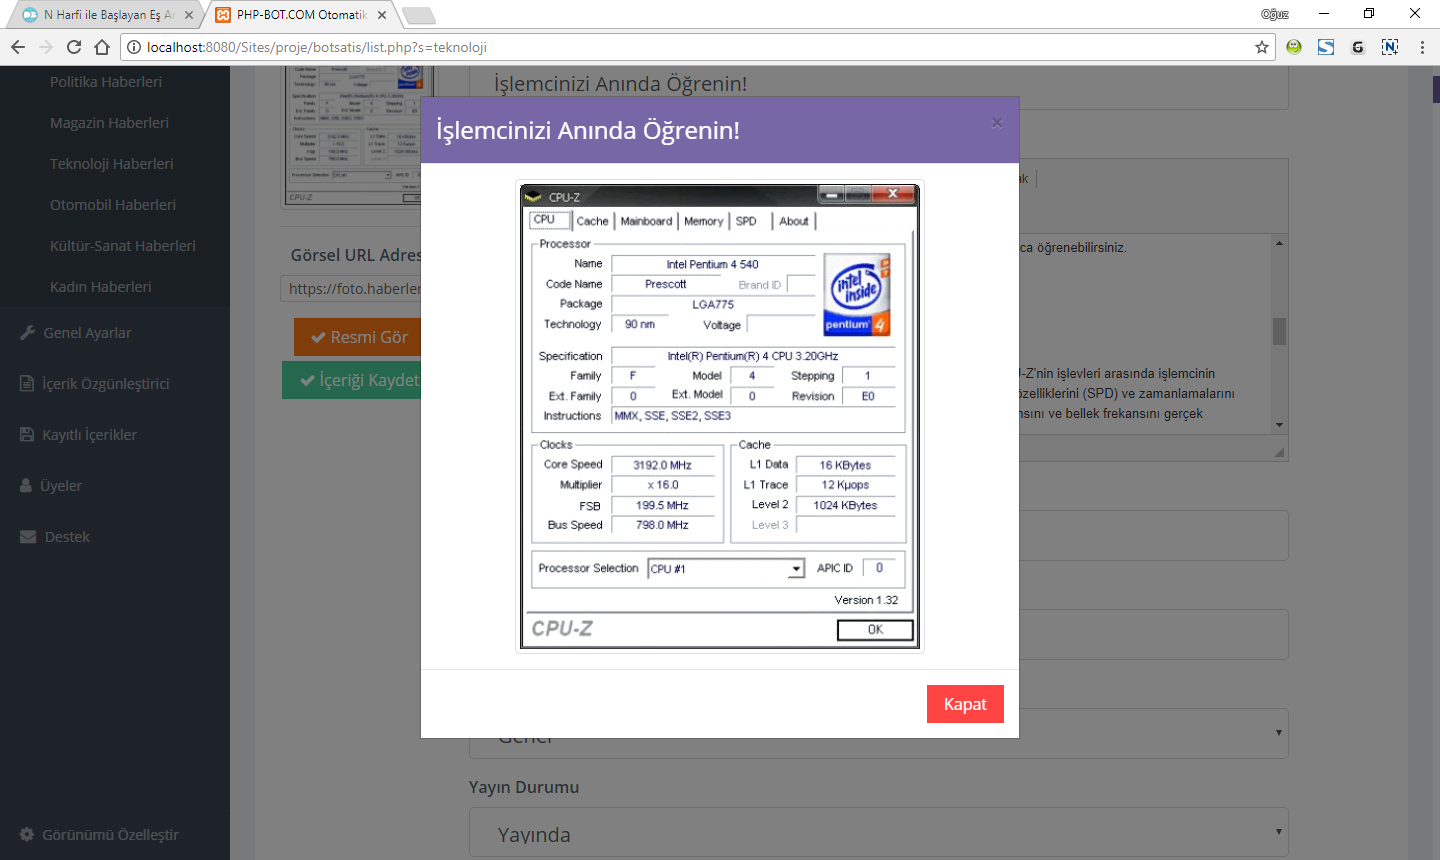 N Harfi ile Başlayan Eş An
PHP-BOT.COM Otomatik
Oğuz
localhost:8080/Sites/proje/botsatis/list.php?s=teknoloji
Politika Haberleri
Magazin Haberleri
Teknoloji Haberleri
Otomobil Haberleri
Kültür-Sanat Haberleri
Kadın Haberleri
Genel Ayarlar
İçerik Özgünleştirici
Kayıtlı İçerikler
Üyeler
Destek
Görünümü Özelleştir
Görsel URL Adres
https://foto.haberler
Resmi Gör
İçeriği Kaydet
İşlemcinizi Anında Öğrenin!
İşlemcinizi Anında Öğrenin!
×
CPU-Z
CPU Cache Mainboard Memory SPD About
Processor
Name Intel Pentium 4 540
Code Name Prescott Brand ID
Package LGA775
Technology 90 nm Voltage
intel inside
pentium 4
Specification Intel(R) Pentium(R) 4 CPU 3.20GHz
Family F Model 4 Stepping 1
Ext. Family 0 Ext. Model 0 Revision E0
Instructions MMX, SSE, SSE2, SSE3
Clocks
Core Speed 3192.0 MHz
Multiplier x 16.0
FSB 199.5 MHz
Bus Speed 798.0 MHz
Cache
L1 Data 16 KBytes
L1 Trace 12 Kµops
Level 2 1024 KBytes
Level 3
Processor Selection CPU #1 APIC ID 0
Version 1.32
CPU-Z OK
Kapat
ak
ca öğrenebilirsiniz.
U-Z'nin işlevleri arasında işlemcinin
özelliklerini (SPD) ve zamanlamalarını
nsını ve bellek frekansını gerçek
Genel
Yayın Durumu
Yayında